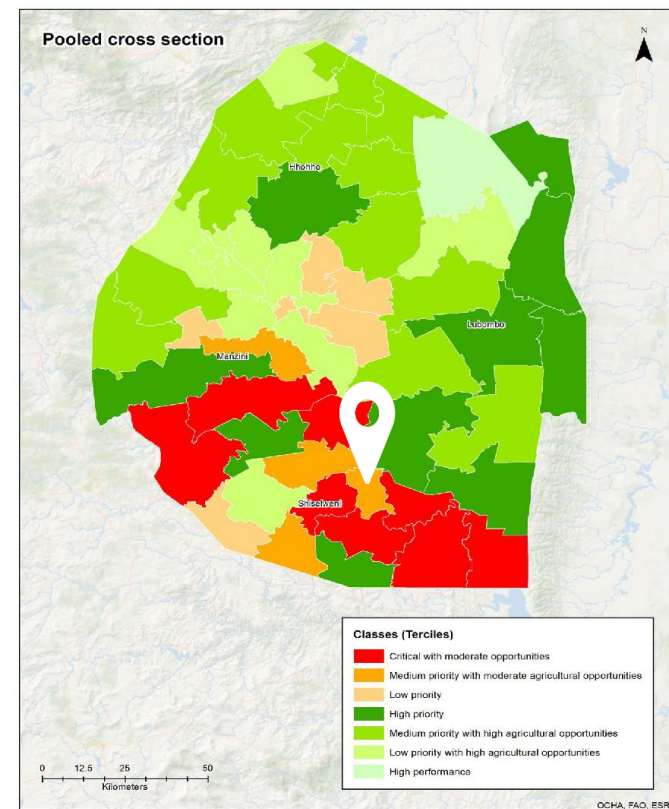 Pooled cross section
N
Hhohho
Lubombo
Manzini
Shiselweni
Classes (Terciles)
Critical with moderate opportunities
Medium priority with moderate agricultural opportunities
Low priority
High priority
Medium priority with high agricultural opportunities
Low priority with high agricultural opportunities
High performance
0 12.5 25 50
Kilometers
OCHA, FAO, ESRI